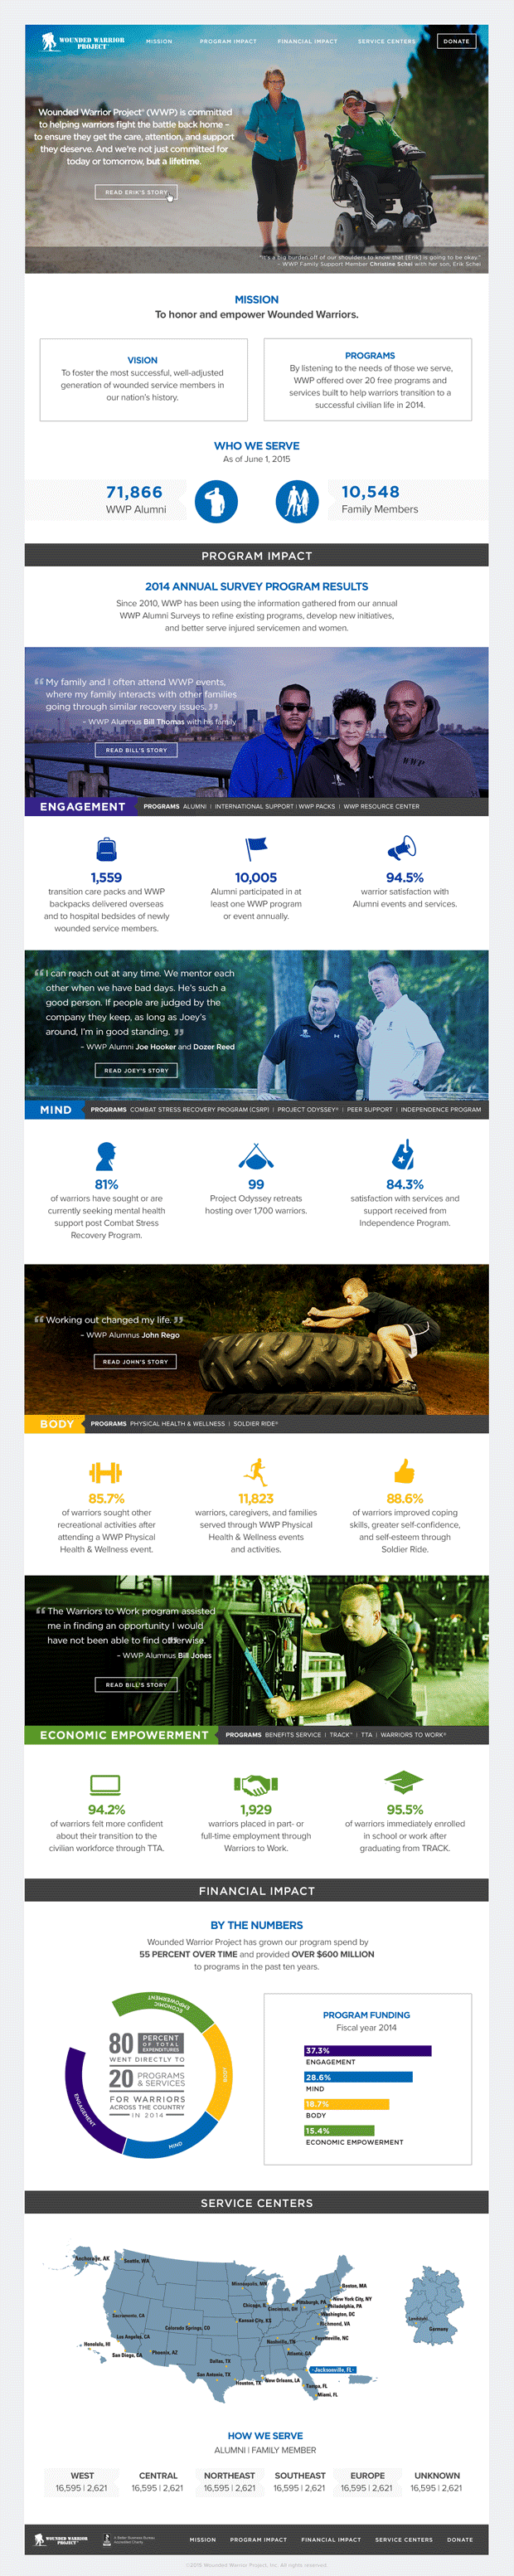 WOUNDED WARRIOR
PROJECT
MISSION
PROGRAM IMPACT
FINANCIAL IMPACT
SERVICE CENTERS
DONATE
Wounded Warrior Project® (WWP) is committed
to helping warriors fight the battle back home –
to ensure they get the care, attention, and support
they deserve. And we're not just committed for
today or tomorrow, but a lifetime.
READ ERIK'S STORY
"It's a big burden off of our shoulders to know that [Erik] is going to be okay."
– WWP Family Support Member Christine Schei with her son, Erik Schei
MISSION
To honor and empower Wounded Warriors.
VISION
To foster the most successful, well-adjusted
generation of wounded service members in
our nation's history.
PROGRAMS
By listening to the needs of those we serve,
WWP offered over 20 free programs and
services built to help warriors transition to a
successful civilian life in 2014.
WHO WE SERVE
As of June 1, 2015
71,866
WWP Alumni
10,548
Family Members
PROGRAM IMPACT
2014 ANNUAL SURVEY PROGRAM RESULTS
Since 2010, WWP has been using the information gathered from our annual
WWP Alumni Surveys to refine existing programs, develop new initiatives,
and better serve injured servicemen and women.
“ My family and I often attend WWP events,
where my family interacts with other families
going through similar recovery issues. ”
– WWP Alumnus Bill Thomas with his family
READ BILL'S STORY
ENGAGEMENT
PROGRAMS ALUMNI | INTERNATIONAL SUPPORT | WWP PACKS | WWP RESOURCE CENTER
1,559
transition care packs and WWP
backpacks delivered overseas
and to hospital bedsides of newly
wounded service members.
10,005
Alumni participated in at
least one WWP program
or event annually.
94.5%
warrior satisfaction with
Alumni events and services.
“ I can reach out at any time. We mentor each
other when we have bad days. He's such a
good person. If people are judged by the
company they keep, as long as Joey's
around, I'm in good standing. ”
– WWP Alumni Joe Hooker and Dozer Reed
READ JOEY'S STORY
MIND
PROGRAMS COMBAT STRESS RECOVERY PROGRAM (CSRP) | PROJECT ODYSSEY® | PEER SUPPORT | INDEPENDENCE PROGRAM
81%
of warriors have sought or are
currently seeking mental health
support post Combat Stress
Recovery Program.
99
Project Odyssey retreats
hosting over 1,700 warriors.
84.3%
satisfaction with services and
support received from
Independence Program.
“ Working out changed my life. ”
– WWP Alumnus John Rego
READ JOHN'S STORY
BODY
PROGRAMS PHYSICAL HEALTH & WELLNESS | SOLDIER RIDE®
85.7%
of warriors sought other
recreational activities after
attending a WWP Physical
Health & Wellness event.
11,823
warriors, caregivers, and families
served through WWP Physical
Health & Wellness events
and activities.
88.6%
of warriors improved coping
skills, greater self-confidence,
and self-esteem through
Soldier Ride.
“ The Warriors to Work program assisted
me in finding an opportunity I would
have not been able to find otherwise.
– WWP Alumnus Bill Jones
READ BILL'S STORY
ECONOMIC EMPOWERMENT
PROGRAMS BENEFITS SERVICE | TRACK™ | TTA | WARRIORS TO WORK®
94.2%
of warriors felt more confident
about their transition to the
civilian workforce through TTA.
1,929
warriors placed in part- or
full-time employment through
Warriors to Work.
95.5%
of warriors immediately enrolled
in school or work after
graduating from TRACK.
FINANCIAL IMPACT
BY THE NUMBERS
Wounded Warrior Project has grown our program spend by
55 PERCENT OVER TIME and provided OVER $600 MILLION
to programs in the past ten years.
ECONOMIC
EMPOWERMENT
BODY
MIND
ENGAGEMENT
80 PERCENT
OF TOTAL
EXPENDITURES
WENT DIRECTLY TO
20 PROGRAMS
& SERVICES
FOR WARRIORS
ACROSS THE COUNTRY
IN 2014
PROGRAM FUNDING
Fiscal year 2014
37.3%
ENGAGEMENT
28.6%
MIND
18.7%
BODY
15.4%
ECONOMIC EMPOWERMENT
SERVICE CENTERS
Anchorage, AK
Seattle, WA
Minneapolis, MN
Boston, MA
New York City, NY
Pittsburgh, PA
Philadelphia, PA
Chicago, IL
Cincinnati, OH
Washington, DC
Sacramento, CA
Kansas City, KS
Richmond, VA
Colorado Springs, CO
Los Angeles, CA
Nashville, TN
Fayetteville, NC
Honolulu, HI
San Diego, CA
Phoenix, AZ
Atlanta, GA
Dallas, TX
Jacksonville, FL
San Antonio, TX
Houston, TX
New Orleans, LA
Tampa, FL
Miami, FL
Landstuhl
Germany
HOW WE SERVE
ALUMNI | FAMILY MEMBER
WEST
CENTRAL
NORTHEAST
SOUTHEAST
EUROPE
UNKNOWN
16,595 | 2,621
16,595 | 2,621
16,595 | 2,621
16,595 | 2,621
16,595 | 2,621
16,595 | 2,621
WOUNDED WARRIOR
PROJECT
A Better Business Bureau
Accredited Charity
MISSION
PROGRAM IMPACT
FINANCIAL IMPACT
SERVICE CENTERS
DONATE
©2015 Wounded Warrior Project, Inc. All rights reserved.